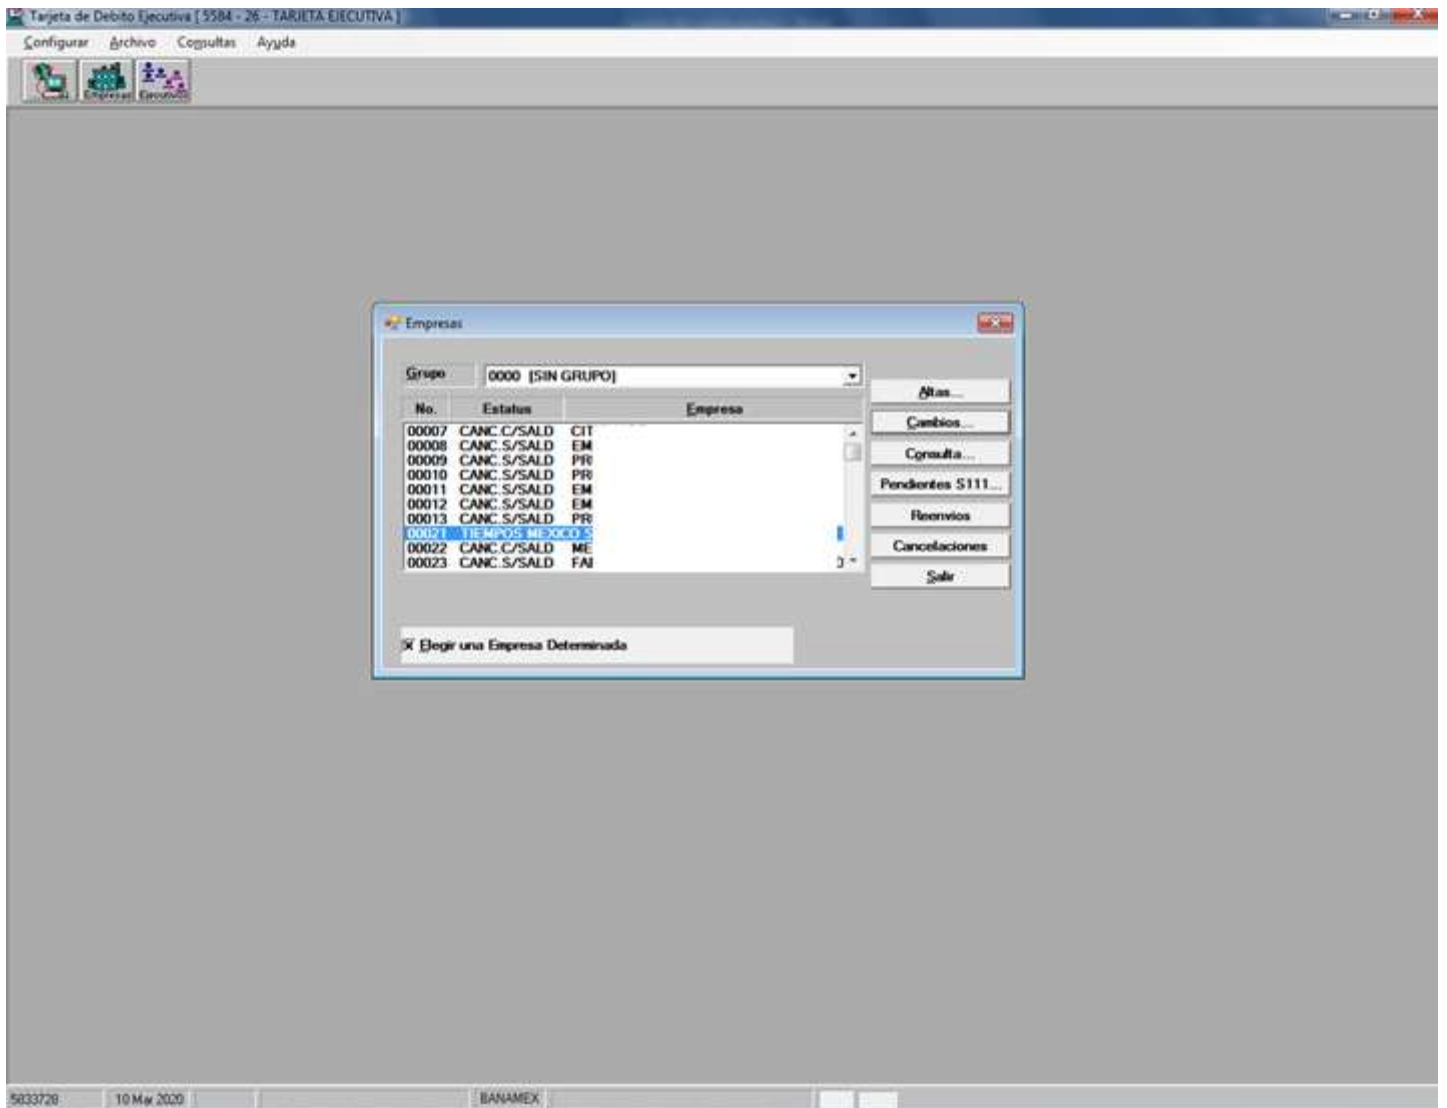 Tarjeta de Debito Ejecutiva [ 5584 - 26 - TARJETA EJECUTIVA ]
Configurar Archivo Consultas Ayuda
Empresas Ejecutivos
Empresas
Grupo 0000 [SIN GRUPO]
No. Estatus Empresa
00007 CANC.C/SALD CIT
00008 CANC.S/SALD EM
00009 CANC.S/SALD PR
00010 CANC.S/SALD PR
00011 CANC.S/SALD EM
00012 CANC.S/SALD EM
00013 CANC.S/SALD PR
00021 TIEMPOS MEXICO S
00022 CANC.C/SALD ME
00023 CANC.S/SALD FA
Altas...
Cambios...
Consulta...
Pendientes S111...
Reenvios
Cancelaciones
Salir
Elegir una Empresa Determinada
5833728 10 Mar 2020 BANAMEX